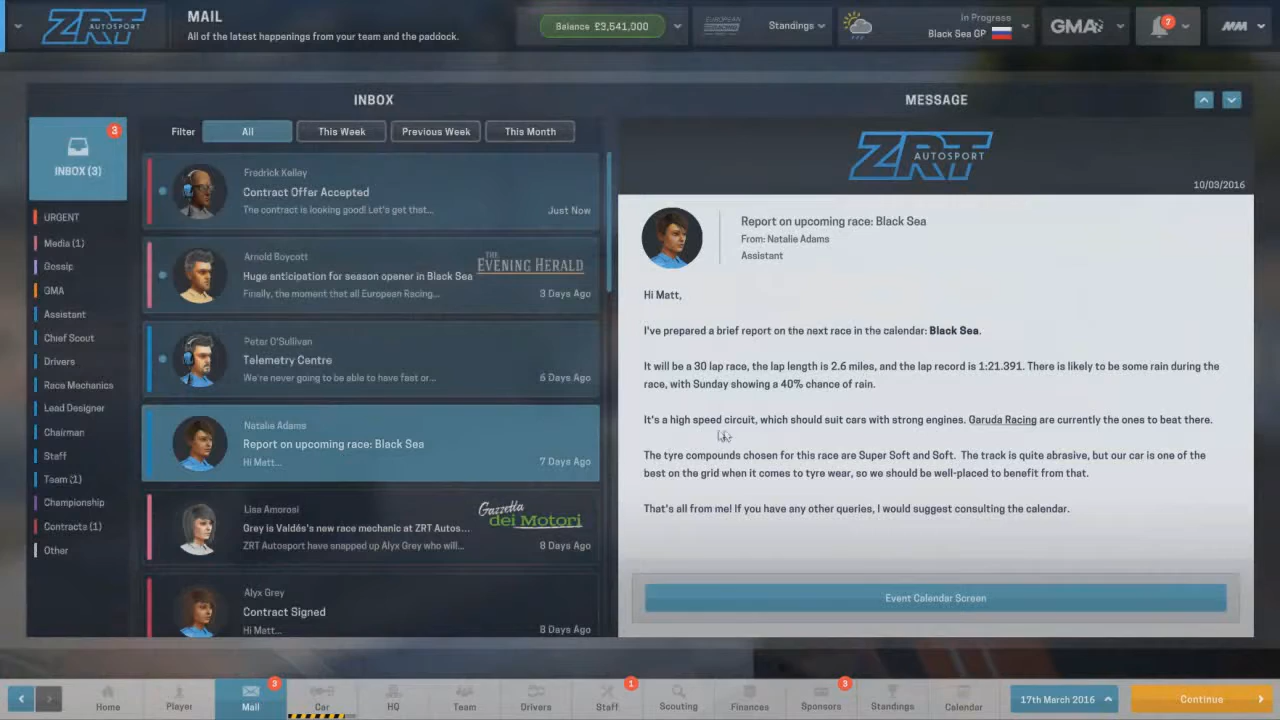 ZRT AUTOSPORT
MAIL
All of the latest happenings from your team and the paddock.
Balance £3,541,000
Standings
In Progress
Black Sea GP
GMA
7
INBOX
MESSAGE
3
INBOX (3)
Filter
All
This Week
Previous Week
This Month
URGENT
Media (1)
Gossip
GMA
Assistant
Chief Scout
Drivers
Race Mechanics
Lead Designer
Chairman
Staff
Team (1)
Championship
Contracts (1)
Other
Fredrick Kelley
Contract Offer Accepted
The contract is looking good! Let's get that...
Just Now
Arnold Boycott
Huge anticipation for season opener in Black Sea
Finally, the moment that all European Racing...
THE EVENING HERALD
3 Days Ago
Peter O'Sullivan
Telemetry Centre
We're never going to be able to have fast or...
6 Days Ago
Natalie Adams
Report on upcoming race: Black Sea
Hi Matt...
7 Days Ago
Lisa Amorosi
Grey is Valdés's new race mechanic at ZRT Autos...
ZRT Autosport have snapped up Alyx Grey who will...
Gazzetta dei Motori
8 Days Ago
Alyx Grey
Contract Signed
Hi Matt...
8 Days Ago
ZRT AUTOSPORT
10/03/2016
Report on upcoming race: Black Sea
From: Natalie Adams
Assistant
Hi Matt,
I've prepared a brief report on the next race in the calendar: Black Sea.
It will be a 30 lap race, the lap length is 2.6 miles, and the lap record is 1:21.391. There is likely to be some rain during the
race, with Sunday showing a 40% chance of rain.
It's a high speed circuit, which should suit cars with strong engines. Garuda Racing are currently the ones to beat there.
The tyre compounds chosen for this race are Super Soft and Soft. The track is quite abrasive, but our car is one of the
best on the grid when it comes to tyre wear, so we should be well-placed to benefit from that.
That's all from me! If you have any other queries, I would suggest consulting the calendar.
Event Calendar Screen
Home
Player
3
Mail
Car
HQ
Team
Drivers
1
Staff
Scouting
Finances
3
Sponsors
Standings
Calendar
17th March 2016
Continue